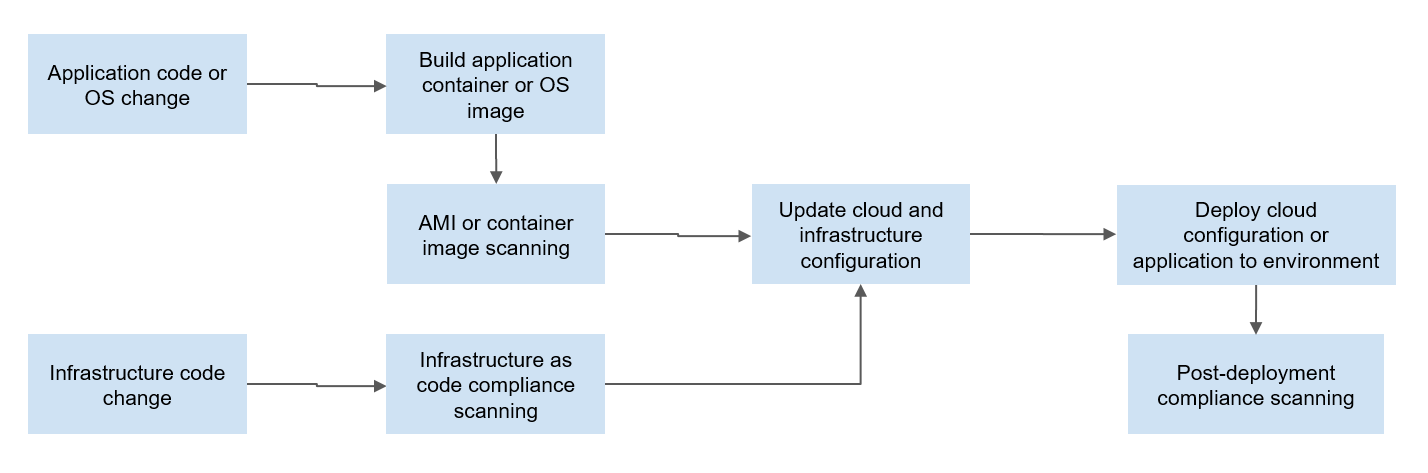 Application code or
OS change
Build application
container or OS
image
AMI or container
image scanning
Update cloud and
infrastructure
configuration
Deploy cloud
configuration or
application to environment
Infrastructure code
change
Infrastructure as
code compliance
scanning
Post-deployment
compliance scanning